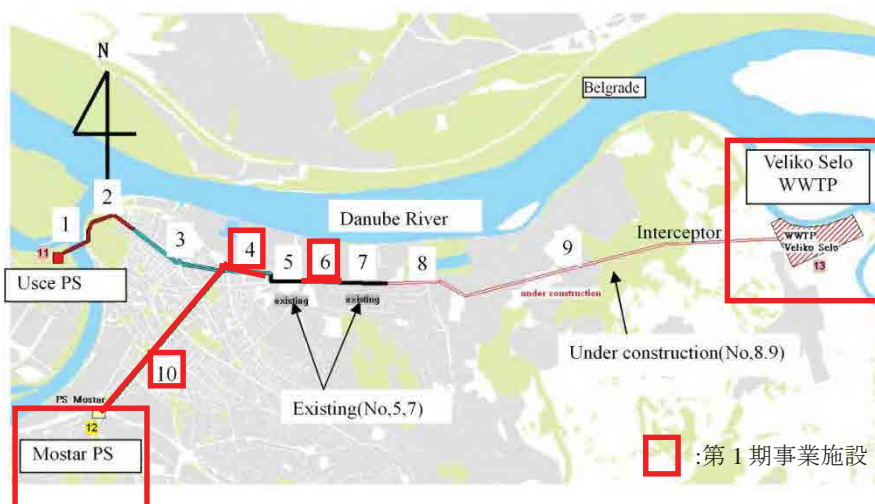 N
Belgrade
Veliko Selo
WWTP
1
2
3
4
5
6
7
8
9
10
11
12
13
Danube River
Interceptor
WWTP
Veliko Selo
Usce PS
existing
existing
under construction
Under construction(No,8.9)
Existing(No,5,7)
PS Mostar
Mostar PS
:第 1 期事業施設